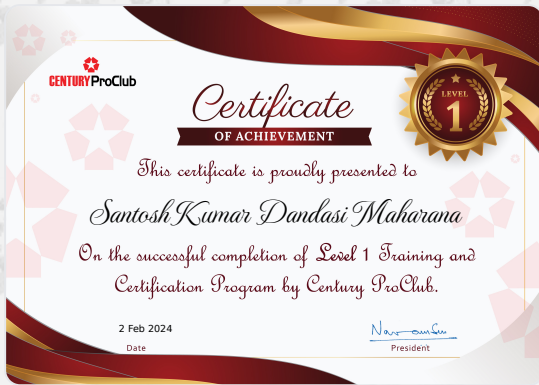 CENTURY ProClub
LEVEL
1
Certificate
OF ACHIEVEMENT
This certificate is proudly presented to
Santosh Kumar Dandasi Maharana
On the successful completion of Level 1 Training and
Certification Program by Century ProClub.
2 Feb 2024
Date
President